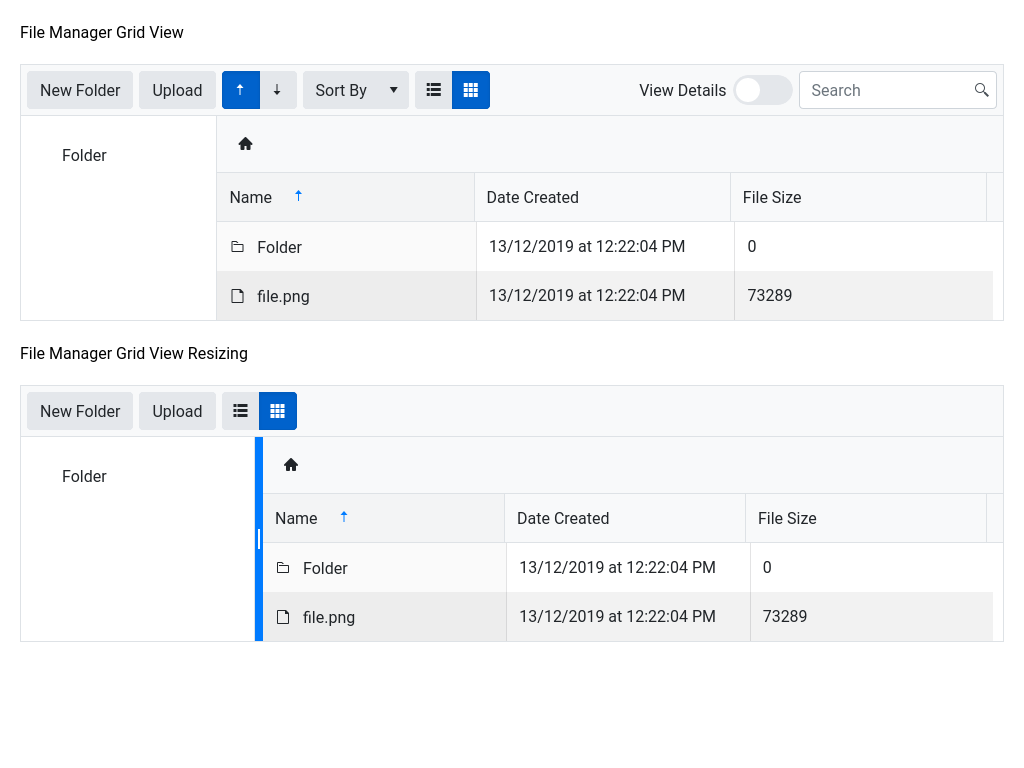 File Manager Grid View
New Folder Upload Sort By View Details Search
Folder
Name Date Created File Size
Folder 13/12/2019 at 12:22:04 PM 0
file.png 13/12/2019 at 12:22:04 PM 73289
File Manager Grid View Resizing
New Folder Upload
Folder
Name Date Created File Size
Folder 13/12/2019 at 12:22:04 PM 0
file.png 13/12/2019 at 12:22:04 PM 73289